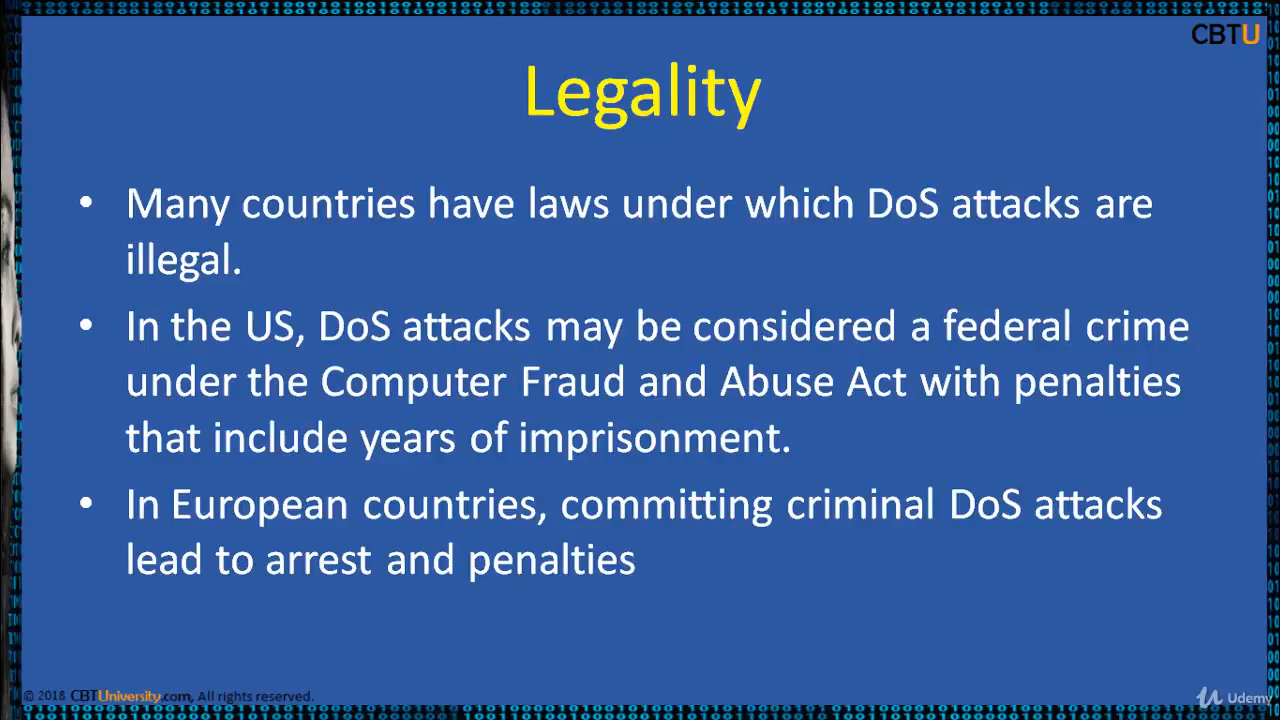 CBTU
Legality
• Many countries have laws under which DoS attacks are
illegal.
• In the US, DoS attacks may be considered a federal crime
under the Computer Fraud and Abuse Act with penalties
that include years of imprisonment.
• In European countries, committing criminal DoS attacks
lead to arrest and penalties
© 2018 CBTUniversity.com, All rights reserved.
Udemy